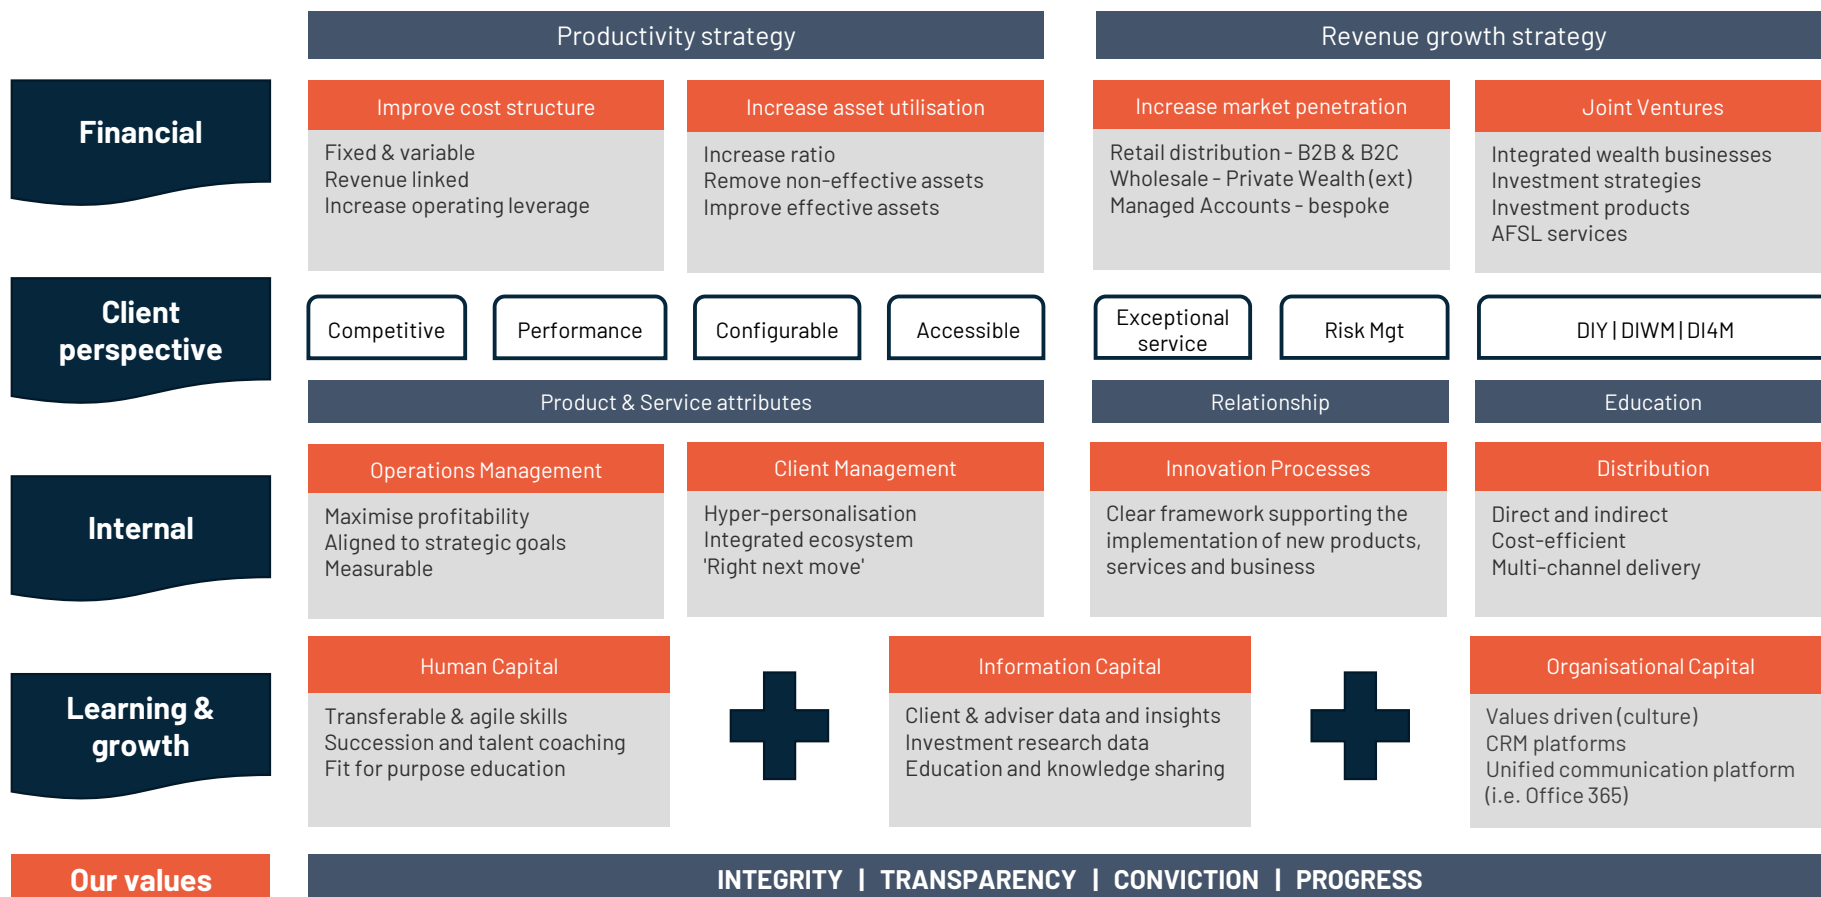 Productivity strategy
Revenue growth strategy
Financial
Improve cost structure
Fixed & variable
Revenue linked
Increase operating leverage
Increase asset utilisation
Increase ratio
Remove non-effective assets
Improve effective assets
Increase market penetration
Retail distribution - B2B & B2C
Wholesale - Private Wealth (ext)
Managed Accounts - bespoke
Joint Ventures
Integrated wealth businesses
Investment strategies
Investment products
AFSL services
Client
perspective
Competitive
Performance
Configurable
Accessible
Exceptional
service
Risk Mgt
DIY | DIWM | DI4M
Product & Service attributes
Relationship
Education
Internal
Operations Management
Maximise profitability
Aligned to strategic goals
Measurable
Client Management
Hyper-personalisation
Integrated ecosystem
'Right next move'
Innovation Processes
Clear framework supporting the
implementation of new products,
services and business
Distribution
Direct and indirect
Cost-efficient
Multi-channel delivery
Learning &
growth
Human Capital
Transferable & agile skills
Succession and talent coaching
Fit for purpose education
Information Capital
Client & adviser data and insights
Investment research data
Education and knowledge sharing
Organisational Capital
Values driven (culture)
CRM platforms
Unified communication platform
(i.e. Office 365)
Our values
INTEGRITY | TRANSPARENCY | CONVICTION | PROGRESS